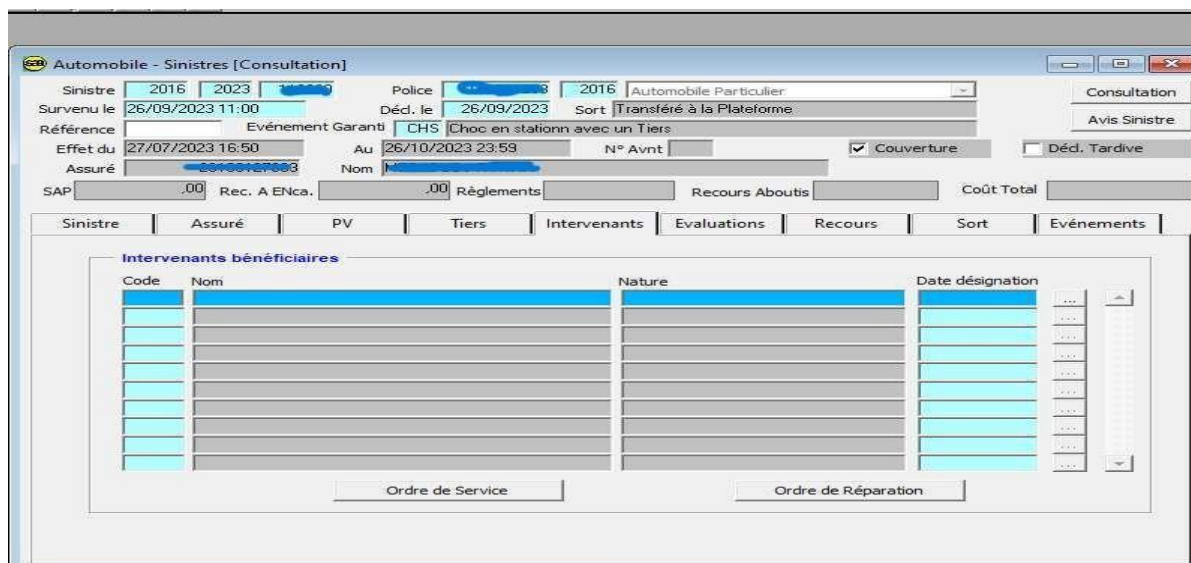 Automobile - Sinistres [Consultation]
Sinistre 2016 2023 Police 2016 Automobile Particulier Consultation
Survenu le 26/09/2023 11:00 Décl. le 26/09/2023 Sort Transféré à la Plateforme
Avis Sinistre
Référence Evénement Garanti CHS Choc en stationn avec un Tiers
Effet du 27/07/2023 16:50 Au 26/10/2023 23:59 N° Avnt Couverture Décl. Tardive
Assuré Nom
SAP ,00 Rec. A ENca. ,00 Règlements Recours Aboutis Coût Total
Sinistre Assuré PV Tiers Intervenants Evaluations Recours Sort Evénements
Intervenants bénéficiaires
Code Nom Nature Date désignation
...
...
...
...
...
...
...
...
...
...
Ordre de Service Ordre de Réparation